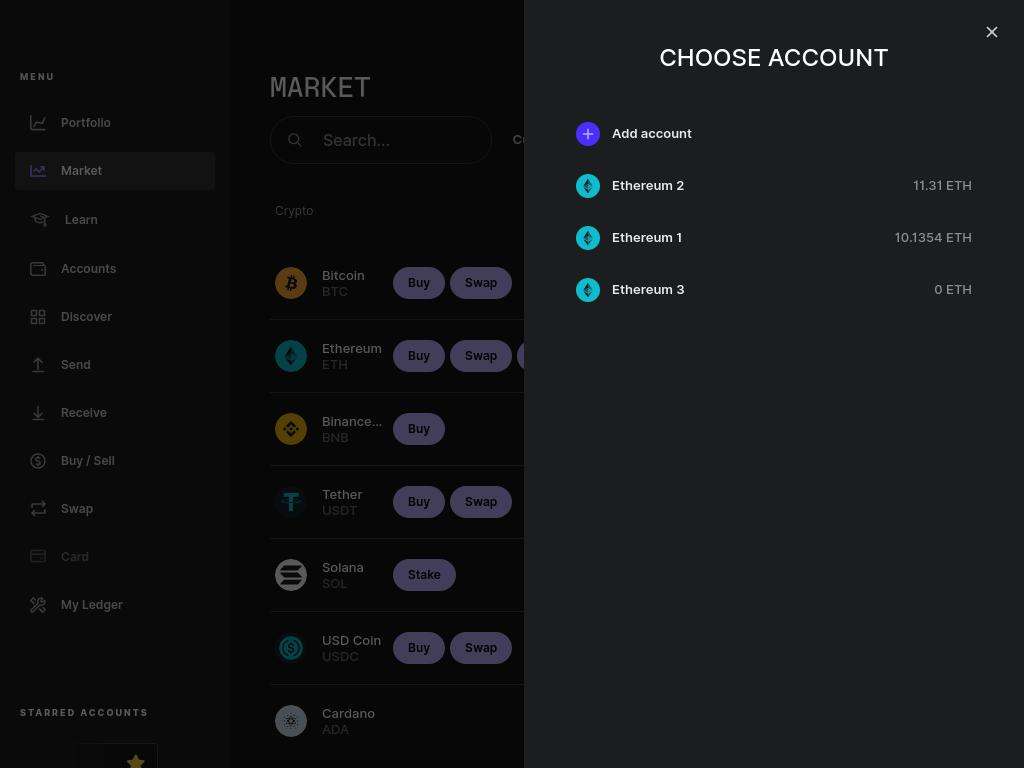 MENU
Portfolio
Market
Learn
Accounts
Discover
Send
Receive
Buy / Sell
Swap
Card
My Ledger
STARRED ACCOUNTS
MARKET
Search...
Crypto
Bitcoin
BTC
Buy
Swap
Ethereum
ETH
Buy
Swap
Binance...
BNB
Buy
Tether
USDT
Buy
Swap
Solana
SOL
Stake
USD Coin
USDC
Buy
Swap
Cardano
ADA
CHOOSE ACCOUNT
Add account
Ethereum 2 11.31 ETH
Ethereum 1 10.1354 ETH
Ethereum 3 0 ETH